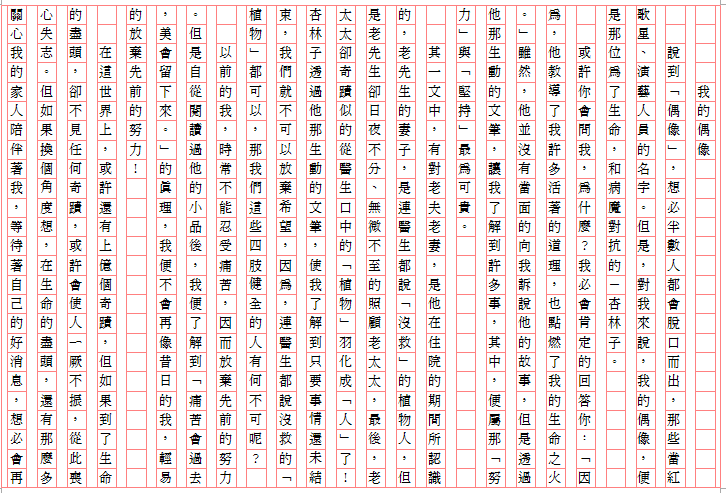 我的偶像
說到「偶像」，想必半數人都會脫口而出，那些當紅
歌星、演藝人員的名字。但是，對我來說，我的偶像，便
是那位為了生命，和病魔對抗的－杏林子。
或許你會問我，為什麼？我必會肯定的回答你：「因
為，他教導了我許多活著的道理，也點燃了我的生命之火
。」雖然，他並沒有當面的向我訴說他的故事，但是透過
他那生動的文筆，讓我了解到許多事，其中，便屬那「努
力」與「堅持」最為可貴。
其一文中，有對老夫老妻，是他在住院的期間所認識
的，老先生的妻子，是連醫生都說「沒救」的植物人，但
是老先生卻日夜不分、無微不至的照顧老太太，最後，老
太太卻奇蹟似的從醫生口中的「植物」羽化成「人」了！
杏林子透過他那生動的文筆，使我了解到只要事情還未結
束，我們就不可以放棄希望，因為，連醫生都說沒救的「
植物」都可以，那我們這些四肢健全的人有何不可呢？
以前的我，時常不能忍受痛苦，因而放棄先前的努力
。但是自從閱讀過他的小品後，我便了解到「痛苦會過去
，美會留下來。」的真理，我便不會再像昔日的我，輕易
的放棄先前的努力！
在這世界上，或許還有上億個奇蹟，但如果到了生命
的盡頭，卻不見任何奇蹟，或許會使人一厥不振，從此喪
心失志。但如果換個角度想，在生命的盡頭，還有那麼多
關心我的家人陪伴著我，等待著自己的好消息，想必會再